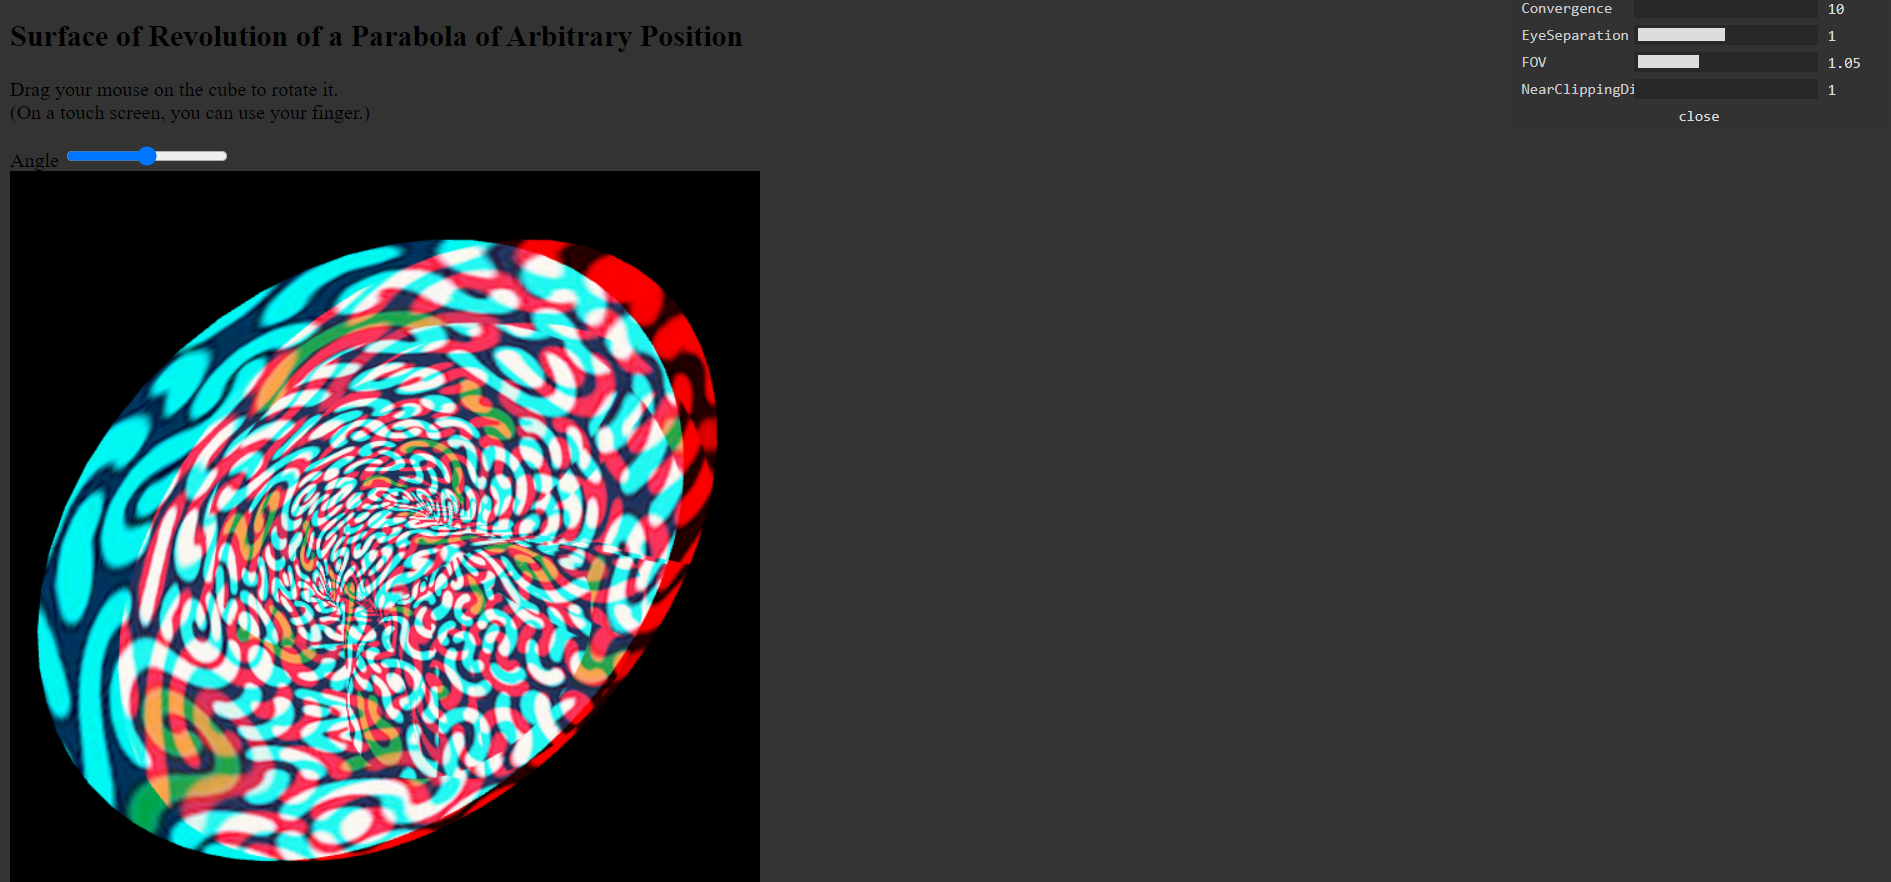 Surface of Revolution of a Parabola of Arbitrary Position
Drag your mouse on the cube to rotate it.
(On a touch screen, you can use your finger.)
Angle
Convergence 10
EyeSeparation 1
FOV 1.05
NearClippingDi 1
close